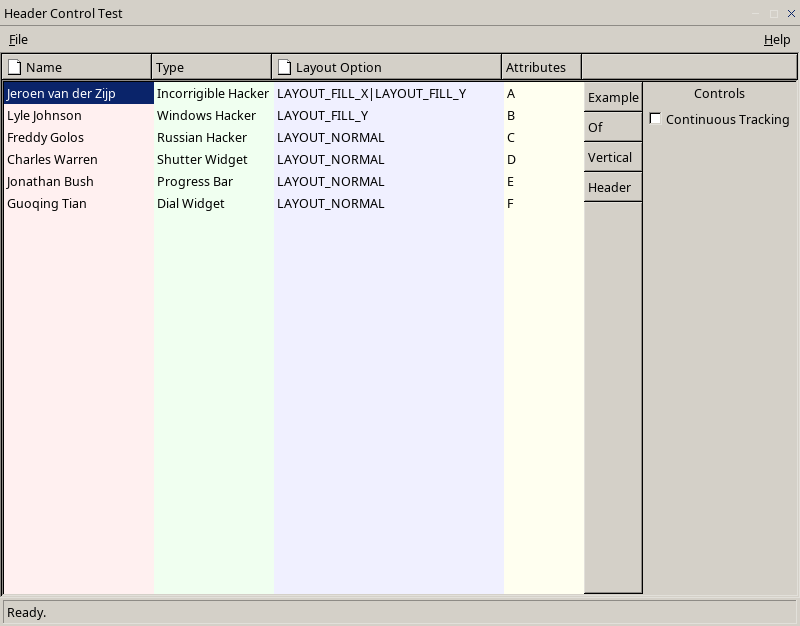 Header Control Test
File Help
Name Type Layout Option Attributes
Jeroen van der Zijp Incorrigible Hacker LAYOUT_FILL_X|LAYOUT_FILL_Y A
Lyle Johnson Windows Hacker LAYOUT_FILL_Y B
Freddy Golos Russian Hacker LAYOUT_NORMAL C
Charles Warren Shutter Widget LAYOUT_NORMAL D
Jonathan Bush Progress Bar LAYOUT_NORMAL E
Guoqing Tian Dial Widget LAYOUT_NORMAL F
Example
Of
Vertical
Header
Controls
Continuous Tracking
Ready.